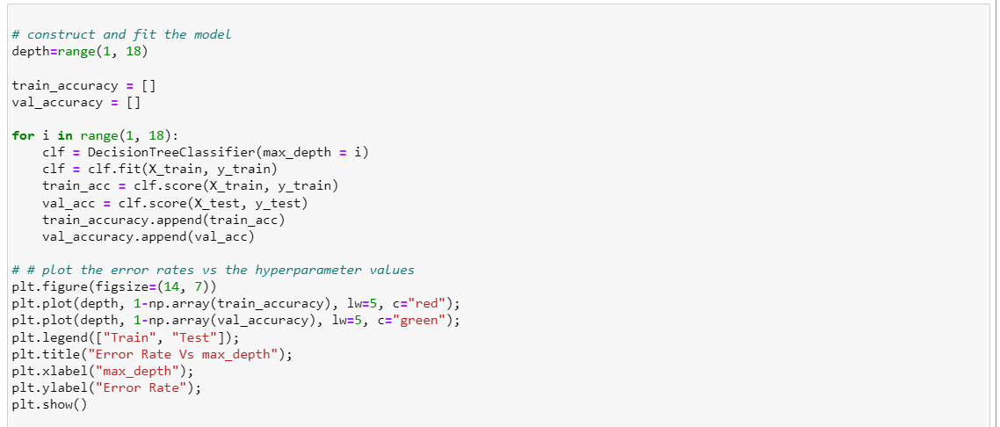 # construct and fit the model
depth=range(1, 18)
train_accuracy = []
val_accuracy = []
for i in range(1, 18):
    clf = DecisionTreeClassifier(max_depth = i)
    clf = clf.fit(X_train, y_train)
    train_acc = clf.score(X_train, y_train)
    val_acc = clf.score(X_test, y_test)
    train_accuracy.append(train_acc)
    val_accuracy.append(val_acc)
# # plot the error rates vs the hyperparameter values
plt.figure(figsize=(14, 7))
plt.plot(depth, 1-np.array(train_accuracy), lw=5, c="red");
plt.plot(depth, 1-np.array(val_accuracy), lw=5, c="green");
plt.legend(["Train", "Test"]);
plt.title("Error Rate Vs max_depth");
plt.xlabel("max_depth");
plt.ylabel("Error Rate");
plt.show()